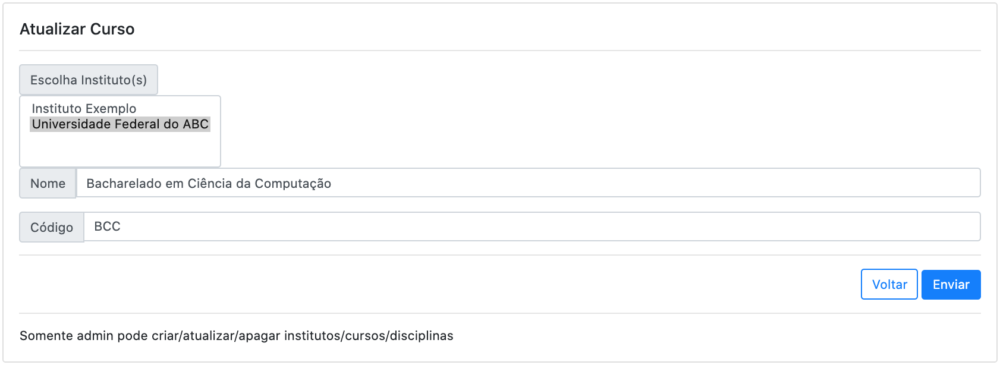 Atualizar Curso
Escolha Instituto(s)
Instituto Exemplo
Universidade Federal do ABC
Nome Bacharelado em Ciência da Computação
Código BCC
Voltar Enviar
Somente admin pode criar/atualizar/apagar institutos/cursos/disciplinas